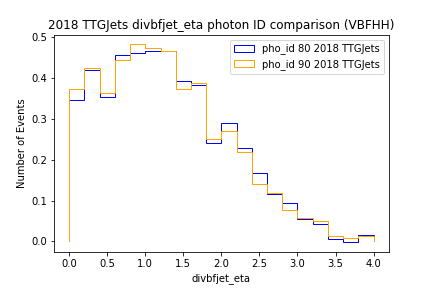 2018 TTGJets divbfjet_eta photon ID comparison (VBFHH)
pho_id 80 2018 TTGJets
pho_id 90 2018 TTGJets
Number of Events
0.5
0.4
0.3
0.2
0.1
0.0
0.0 0.5 1.0 1.5 2.0 2.5 3.0 3.5 4.0
divbfjet_eta